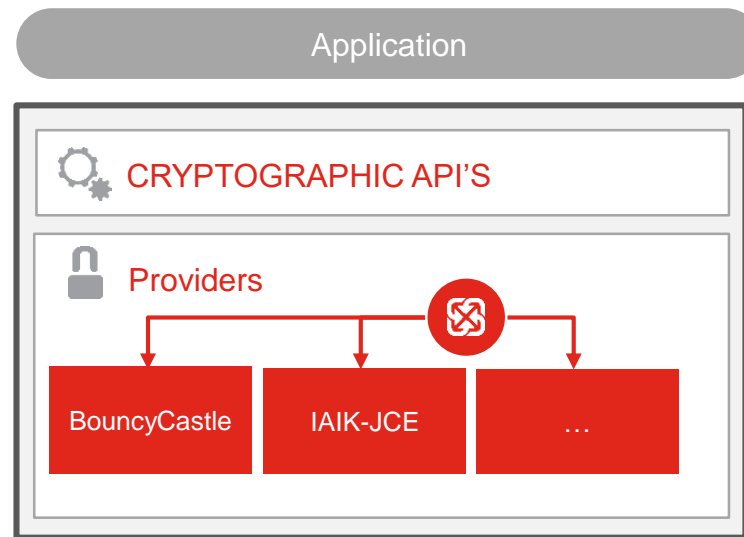 Application
CRYPTOGRAPHIC API'S
Providers
BouncyCastle
IAIK-JCE
…